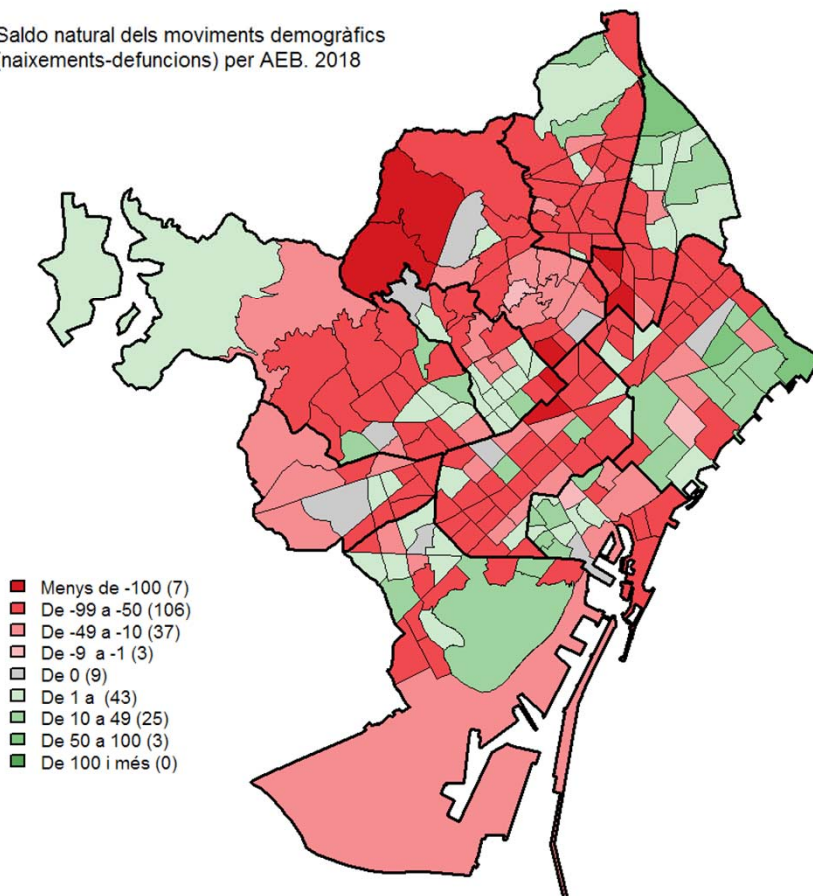 Saldo natural dels moviments demogràfics
(naixements-defuncions) per AEB. 2018
Menys de -100 (7)
De -99 a -50 (106)
De -49 a -10 (37)
De -9 a -1 (3)
De 0 (9)
De 1 a (43)
De 10 a 49 (25)
De 50 a 100 (3)
De 100 i més (0)